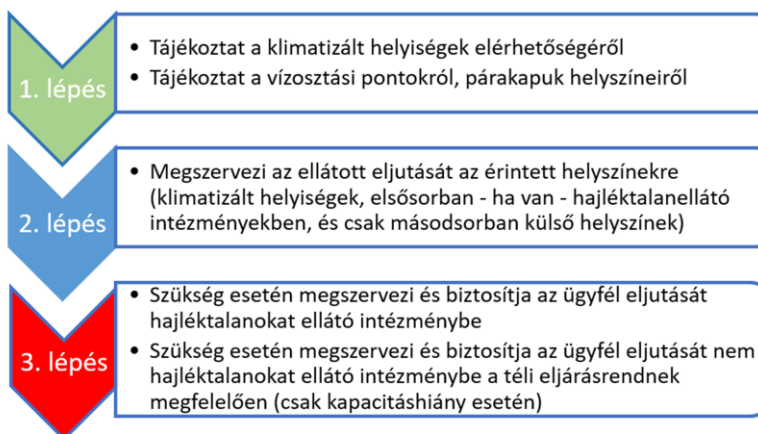 1. lépés
• Tájékoztat a klimatizált helyiségek elérhetőségéről
• Tájékoztat a vízosztási pontokról, párakapuk helyszíneiről
2. lépés
• Megszervezi az ellátott eljutását az érintett helyszínekre
(klimatizált helyiségek, elsősorban - ha van - hajléktalanellátó
intézményekben, és csak másodsorban külső helyszínek)
3. lépés
• Szükség esetén megszervezi és biztosítja az ügyfél eljutását
hajléktalanokat ellátó intézménybe
• Szükség esetén megszervezi és biztosítja az ügyfél eljutását nem
hajléktalanokat ellátó intézménybe a téli eljárásrendnek
megfelelően (csak kapacitáshiány esetén)